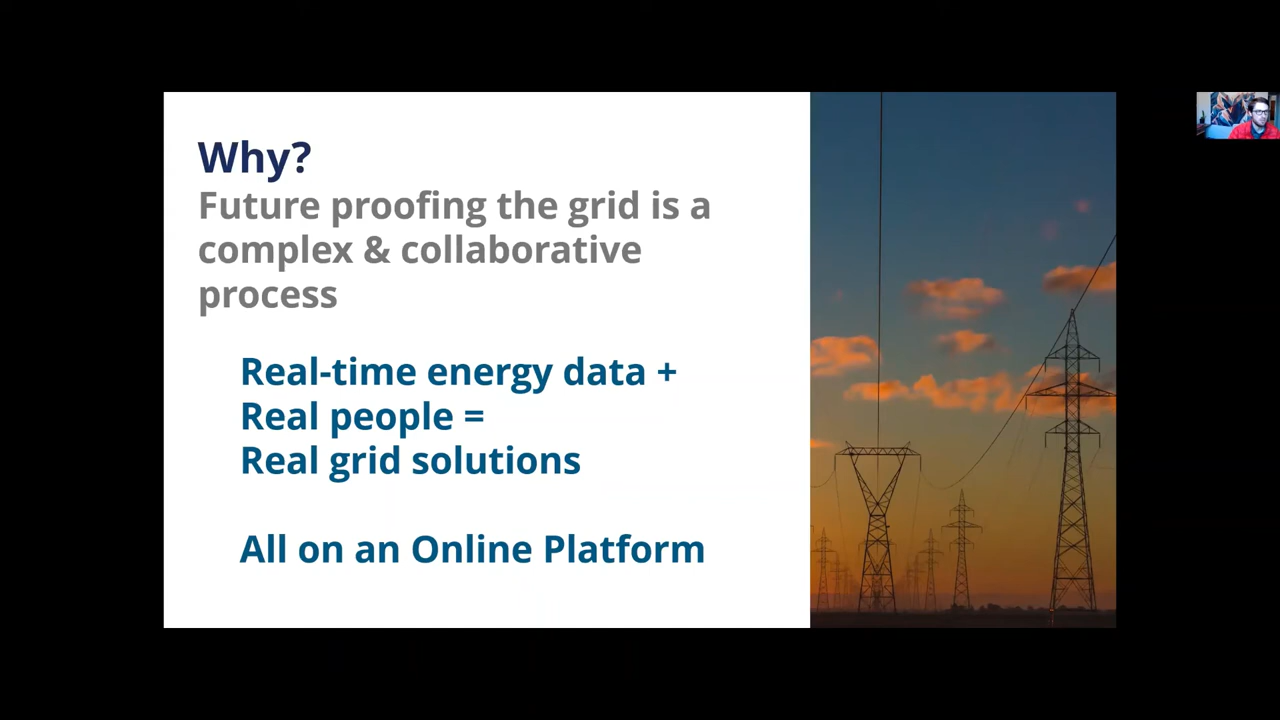 Why?
Future proofing the grid is a
complex & collaborative
process
Real-time energy data +
Real people =
Real grid solutions
All on an Online Platform